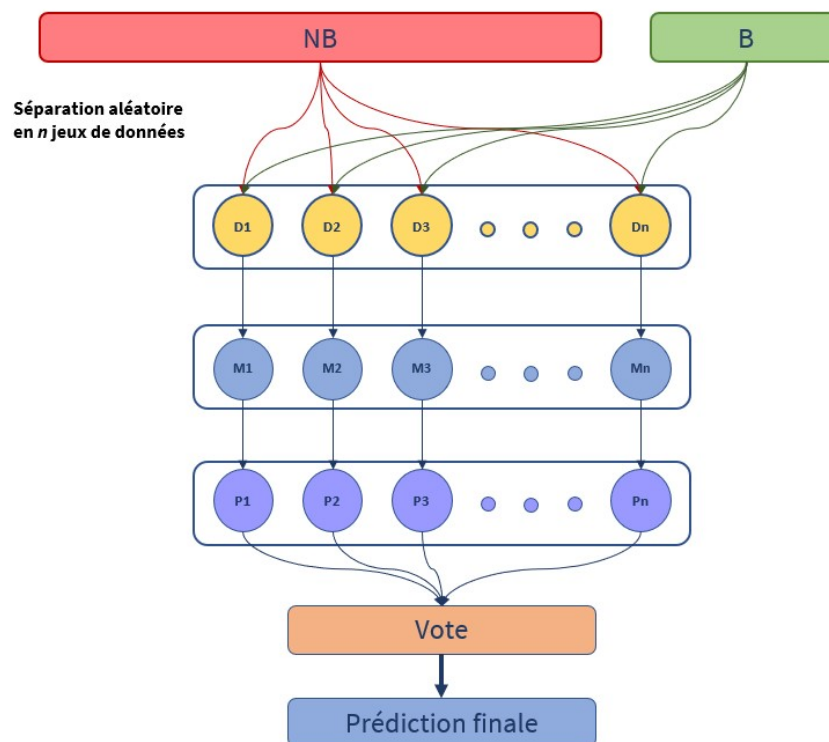 NB
B
Séparation aléatoire
en n jeux de données
D1 D2 D3 Dn
M1 M2 M3 Mn
P1 P2 P3 Pn
Vote
Prédiction finale